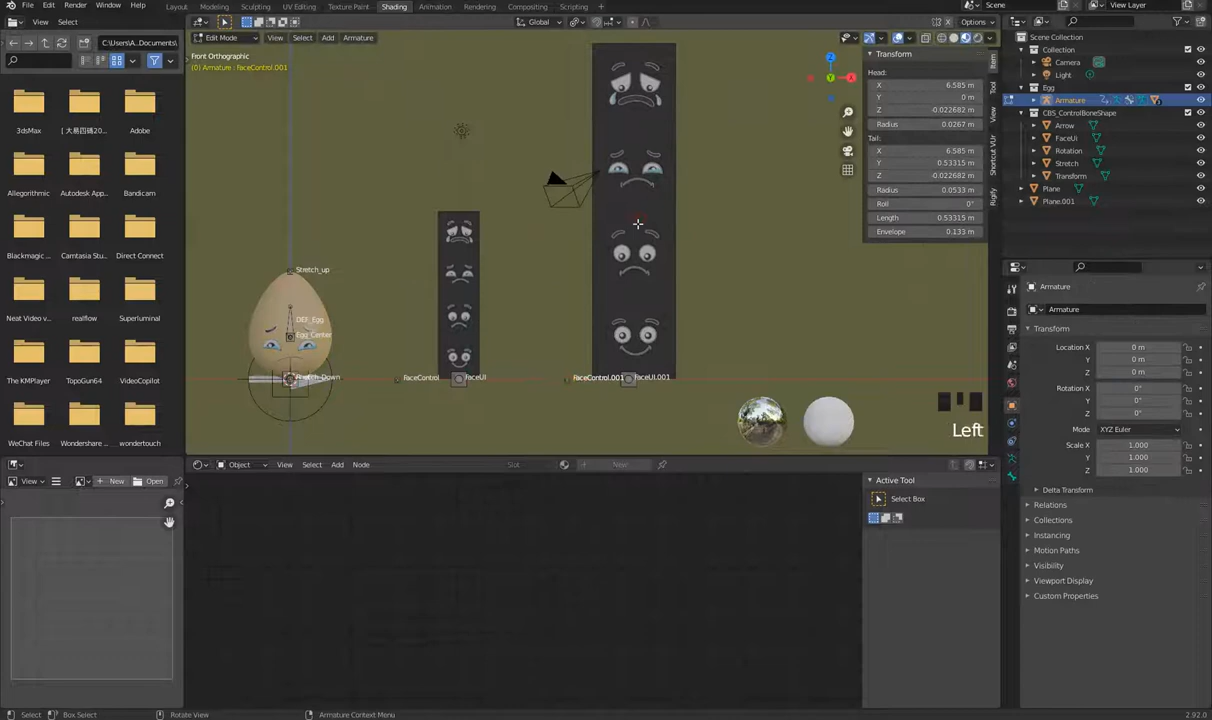 File Edit Render Window Help
Layout Modeling Sculpting UV Editing Texture Paint Shading Animation Rendering Compositing Scripting
Scene
View Layer
View Select
Global
Options
C:\Users\A...Documents\
Edit Mode View Select Add Armature
Front Orthographic
(0) Armature : FaceControl.001
3dsMax
Adobe
Allegorithmic
Autodesk App...
Bandicam
Blackmagic ...
Camtasia Stu...
Direct Connect
Neat Video v...
realflow
Superluminal
The KMPlayer
TopoGun64
VideoCopilot
WeChat Files
Wondershare ...
wondertouch
Stretch_up
DEF_Egg
Egg_Center
Stretch_Down
FaceControl
FaceUI
FaceControl.001
FaceUI.001
Left
Transform
Head:
X 6.585 m
Y 0 m
Z -0.022682 m
Radius 0.0267 m
Tail:
X 6.585 m
Y 0.53315 m
Z -0.022682 m
Radius 0.0533 m
Roll 0°
Length 0.53315 m
Envelope 0.133 m
Item
Tool
View
Shortcut VUr
Rigify
Scene Collection
Collection
Camera
Light
Egg
Armature
CBS_ControlBoneShape
Arrow
FaceUi
Rotation
Stretch
Transform
Plane
Plane.001
Armature
Armature
Transform
Location X 0 m
Y 0 m
Z 0 m
Rotation X 0°
Y 0°
Z 0°
Mode XYZ Euler
Scale X 1.000
Y 1.000
Z 1.000
Delta Transform
Relations
Collections
Instancing
Motion Paths
Visibility
Viewport Display
Custom Properties
View New Open
Object View Select Add Node Slot New
Active Tool
Select Box
Select Box Select Rotate View Armature Context Menu
2.92.0